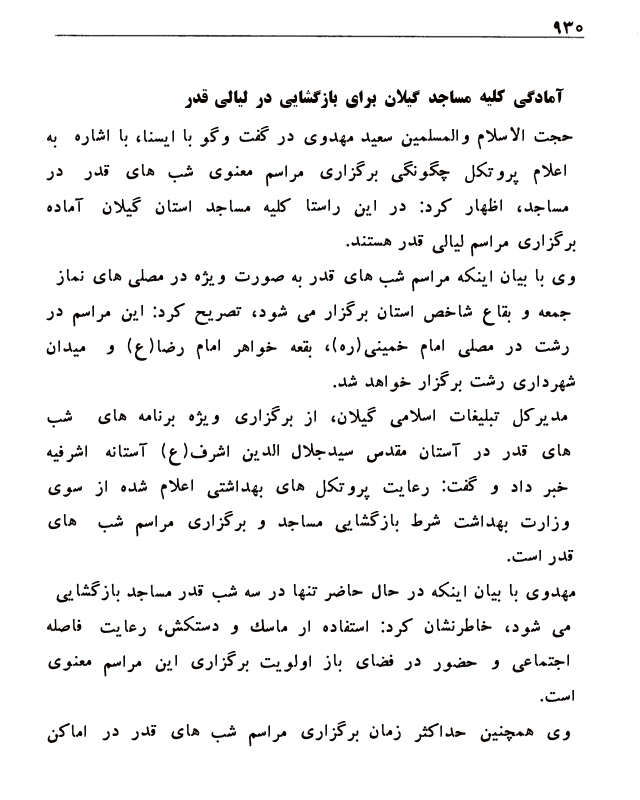 ۹۳۰
آمادگی کلیه مساجد گیلان برای بازگشایی در لیالی قدر
حجت الاسلام والمسلمین سعید مهدوی در گفت وگو با ایسنا، با اشاره به
اعلام پروتکل چگونگی برگزاری مراسم معنوی شب های قدر در
مساجد، اظهار کرد: در این راستا کلیه مساجد استان گیلان آماده
برگزاری مراسم لیالی قدر هستند.
وی با بیان اینکه مراسم شب های قدر به صورت ویژه در مصلی های نماز
جمعه و بقاع شاخص استان برگزار می شود، تصریح کرد: این مراسم در
رشت در مصلی امام خمینی(ره)، بقعه خواهر امام رضا(ع) و میدان
شهرداری رشت برگزار خواهد شد.
مدیرکل تبلیغات اسلامی گیلان، از برگزاری ویژه برنامه های شب
های قدر در آستان مقدس سیدجلال الدین اشرف(ع) آستانه اشرفیه
خبر داد و گفت: رعایت پروتکل های بهداشتی اعلام شده از سوی
وزارت بهداشت شرط بازگشایی مساجد و برگزاری مراسم شب های
قدر است.
مهدوی با بیان اینکه در حال حاضر تنها در سه شب قدر مساجد بازگشایی
می شود، خاطرنشان کرد: استفاده ار ماسک و دستکش، رعایت فاصله
اجتماعی و حضور در فضای باز اولویت برگزاری این مراسم معنوی
است.
وی همچنین حداکثر زمان برگزاری مراسم شب های قدر در اماکن